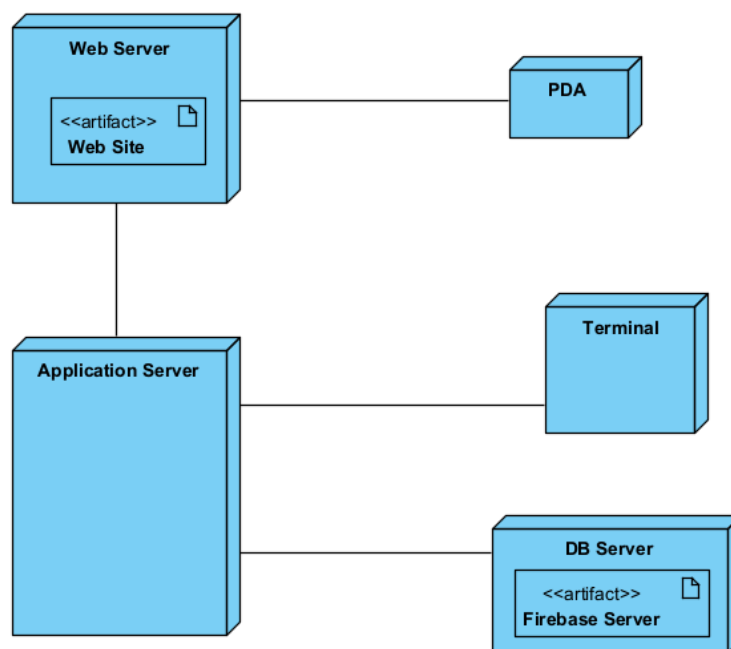 Web Server
<<artifact>>
Web Site
PDA
Terminal
Application Server
DB Server
<<artifact>>
Firebase Server